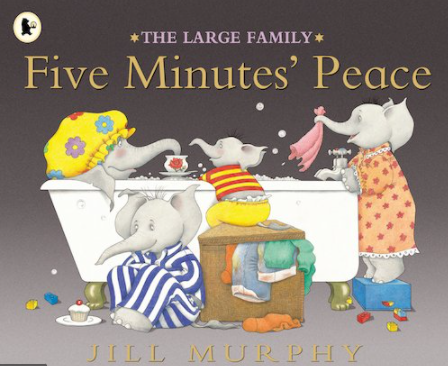 THE LARGE FAMILY
Five Minutes' Peace
JILL MURPHY